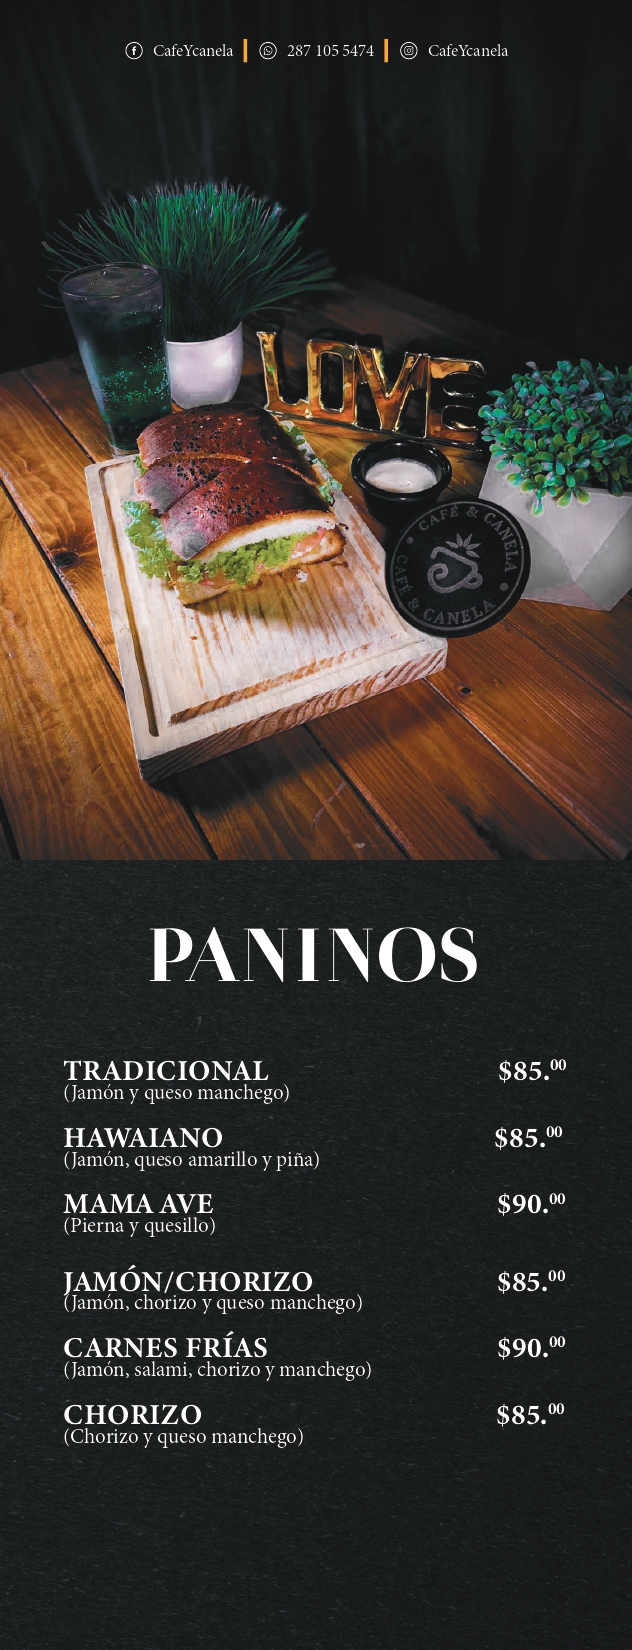 CafeYcanela | 287 105 5474 | CafeYcanela
LOVE
CAFÉ & CANELA
CAFÉ & CANELA
PANINOS
TRADICIONAL $85.00
(Jamón y queso manchego)
HAWAIANO $85.00
(Jamón, queso amarillo y piña)
MAMA AVE $90.00
(Pierna y quesillo)
JAMÓN/CHORIZO $85.00
(Jamón, chorizo y queso manchego)
CARNES FRÍAS $90.00
(Jamón, salami, chorizo y manchego)
CHORIZO $85.00
(Chorizo y queso manchego)